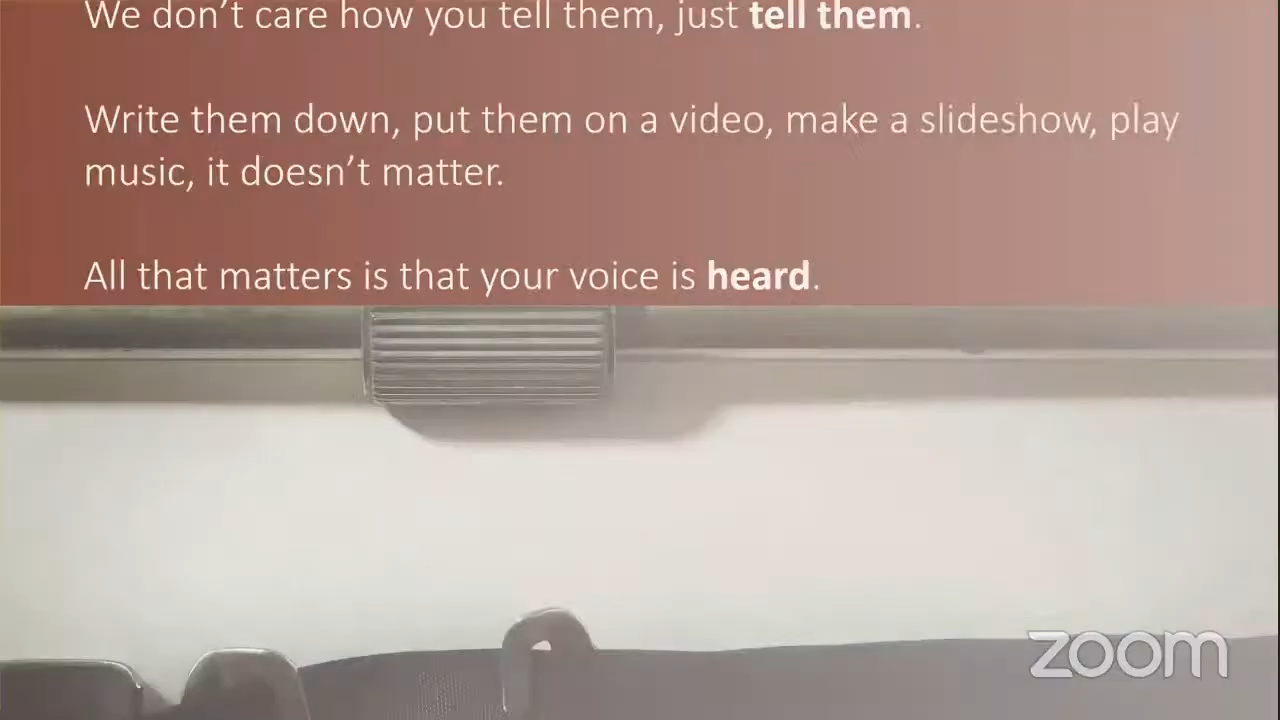 We don’t care how you tell them, just tell them.
Write them down, put them on a video, make a slideshow, play
music, it doesn’t matter.
All that matters is that your voice is heard.
zoom